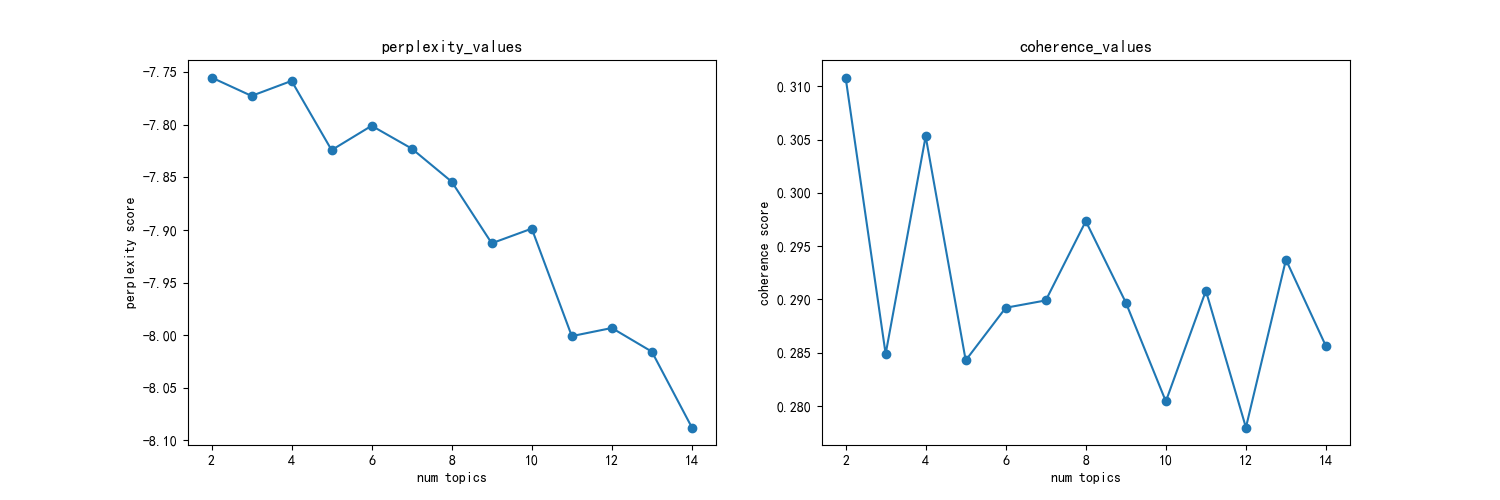 perplexity_values
perplexity score
-7.75
-7.80
-7.85
-7.90
-7.95
-8.00
-8.05
-8.10
2 4 6 8 10 12 14
num topics
coherence_values
coherence score
0.310
0.305
0.300
0.295
0.290
0.285
0.280
2 4 6 8 10 12 14
num topics